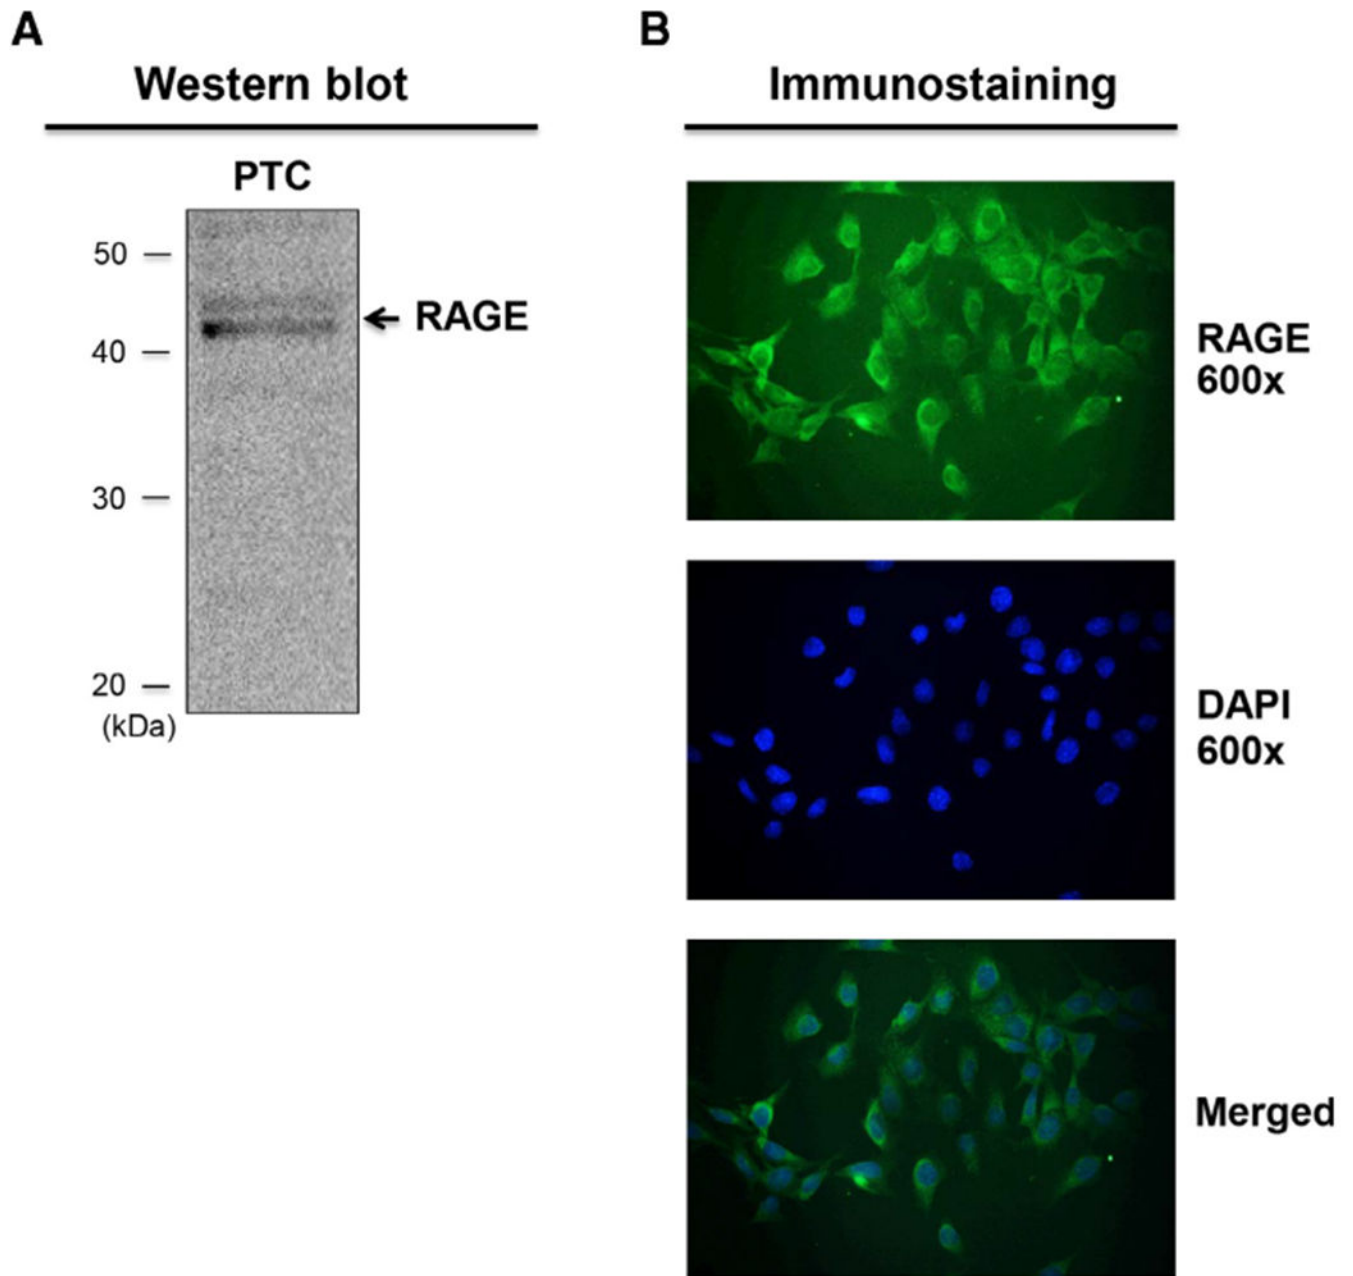 A
Western blot
PTC
50
40
30
20
(kDa)
RAGE
B
Immunostaining
RAGE
600x
DAPI
600x
Merged